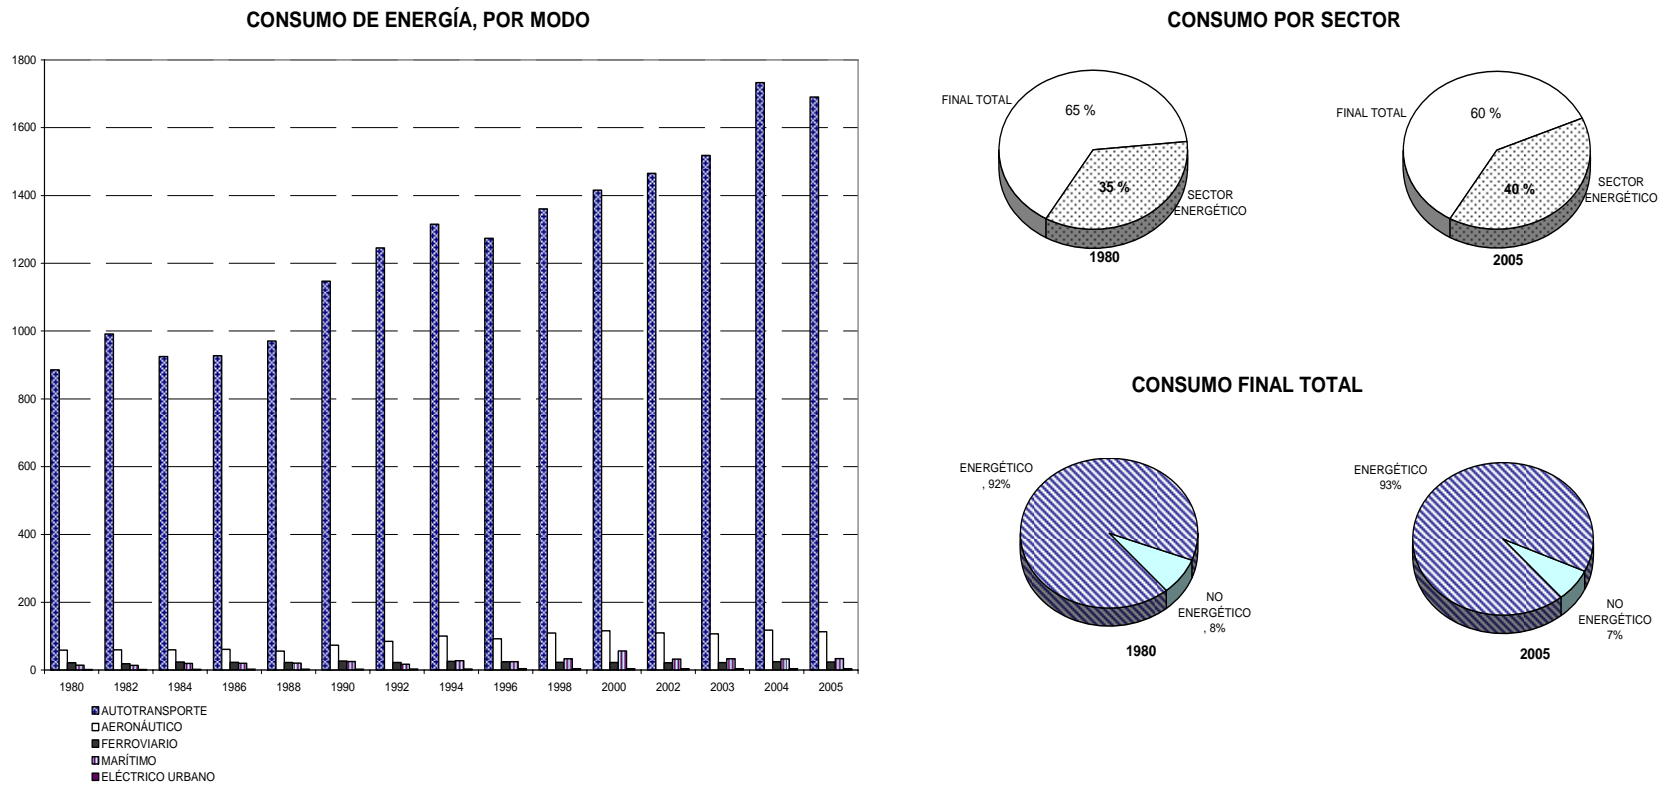 CONSUMO DE ENERGÍA, POR MODO
1800
1600
1400
1200
1000
800
600
400
200
0
1980 1982 1984 1986 1988 1990 1992 1994 1996 1998 2000 2002 2003 2004 2005
AUTOTRANSPORTE
AERONÁUTICO
FERROVIARIO
MARÍTIMO
ELÉCTRICO URBANO
CONSUMO POR SECTOR
FINAL TOTAL
65 %
35 %
SECTOR
ENERGÉTICO
1980
FINAL TOTAL
60 %
40 %
SECTOR
ENERGÉTICO
2005
CONSUMO FINAL TOTAL
ENERGÉTICO
, 92%
NO
ENERGÉTICO
, 8%
1980
ENERGÉTICO
93%
NO
ENERGÉTICO
7%
2005